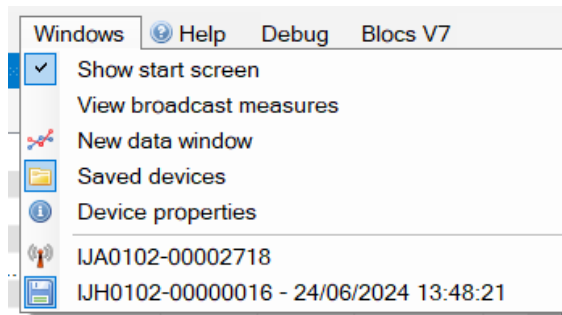 Windows Help Debug Blocs V7
Show start screen
View broadcast measures
New data window
Saved devices
Device properties
IJA0102-00002718
IJH0102-00000016 - 24/06/2024 13:48:21